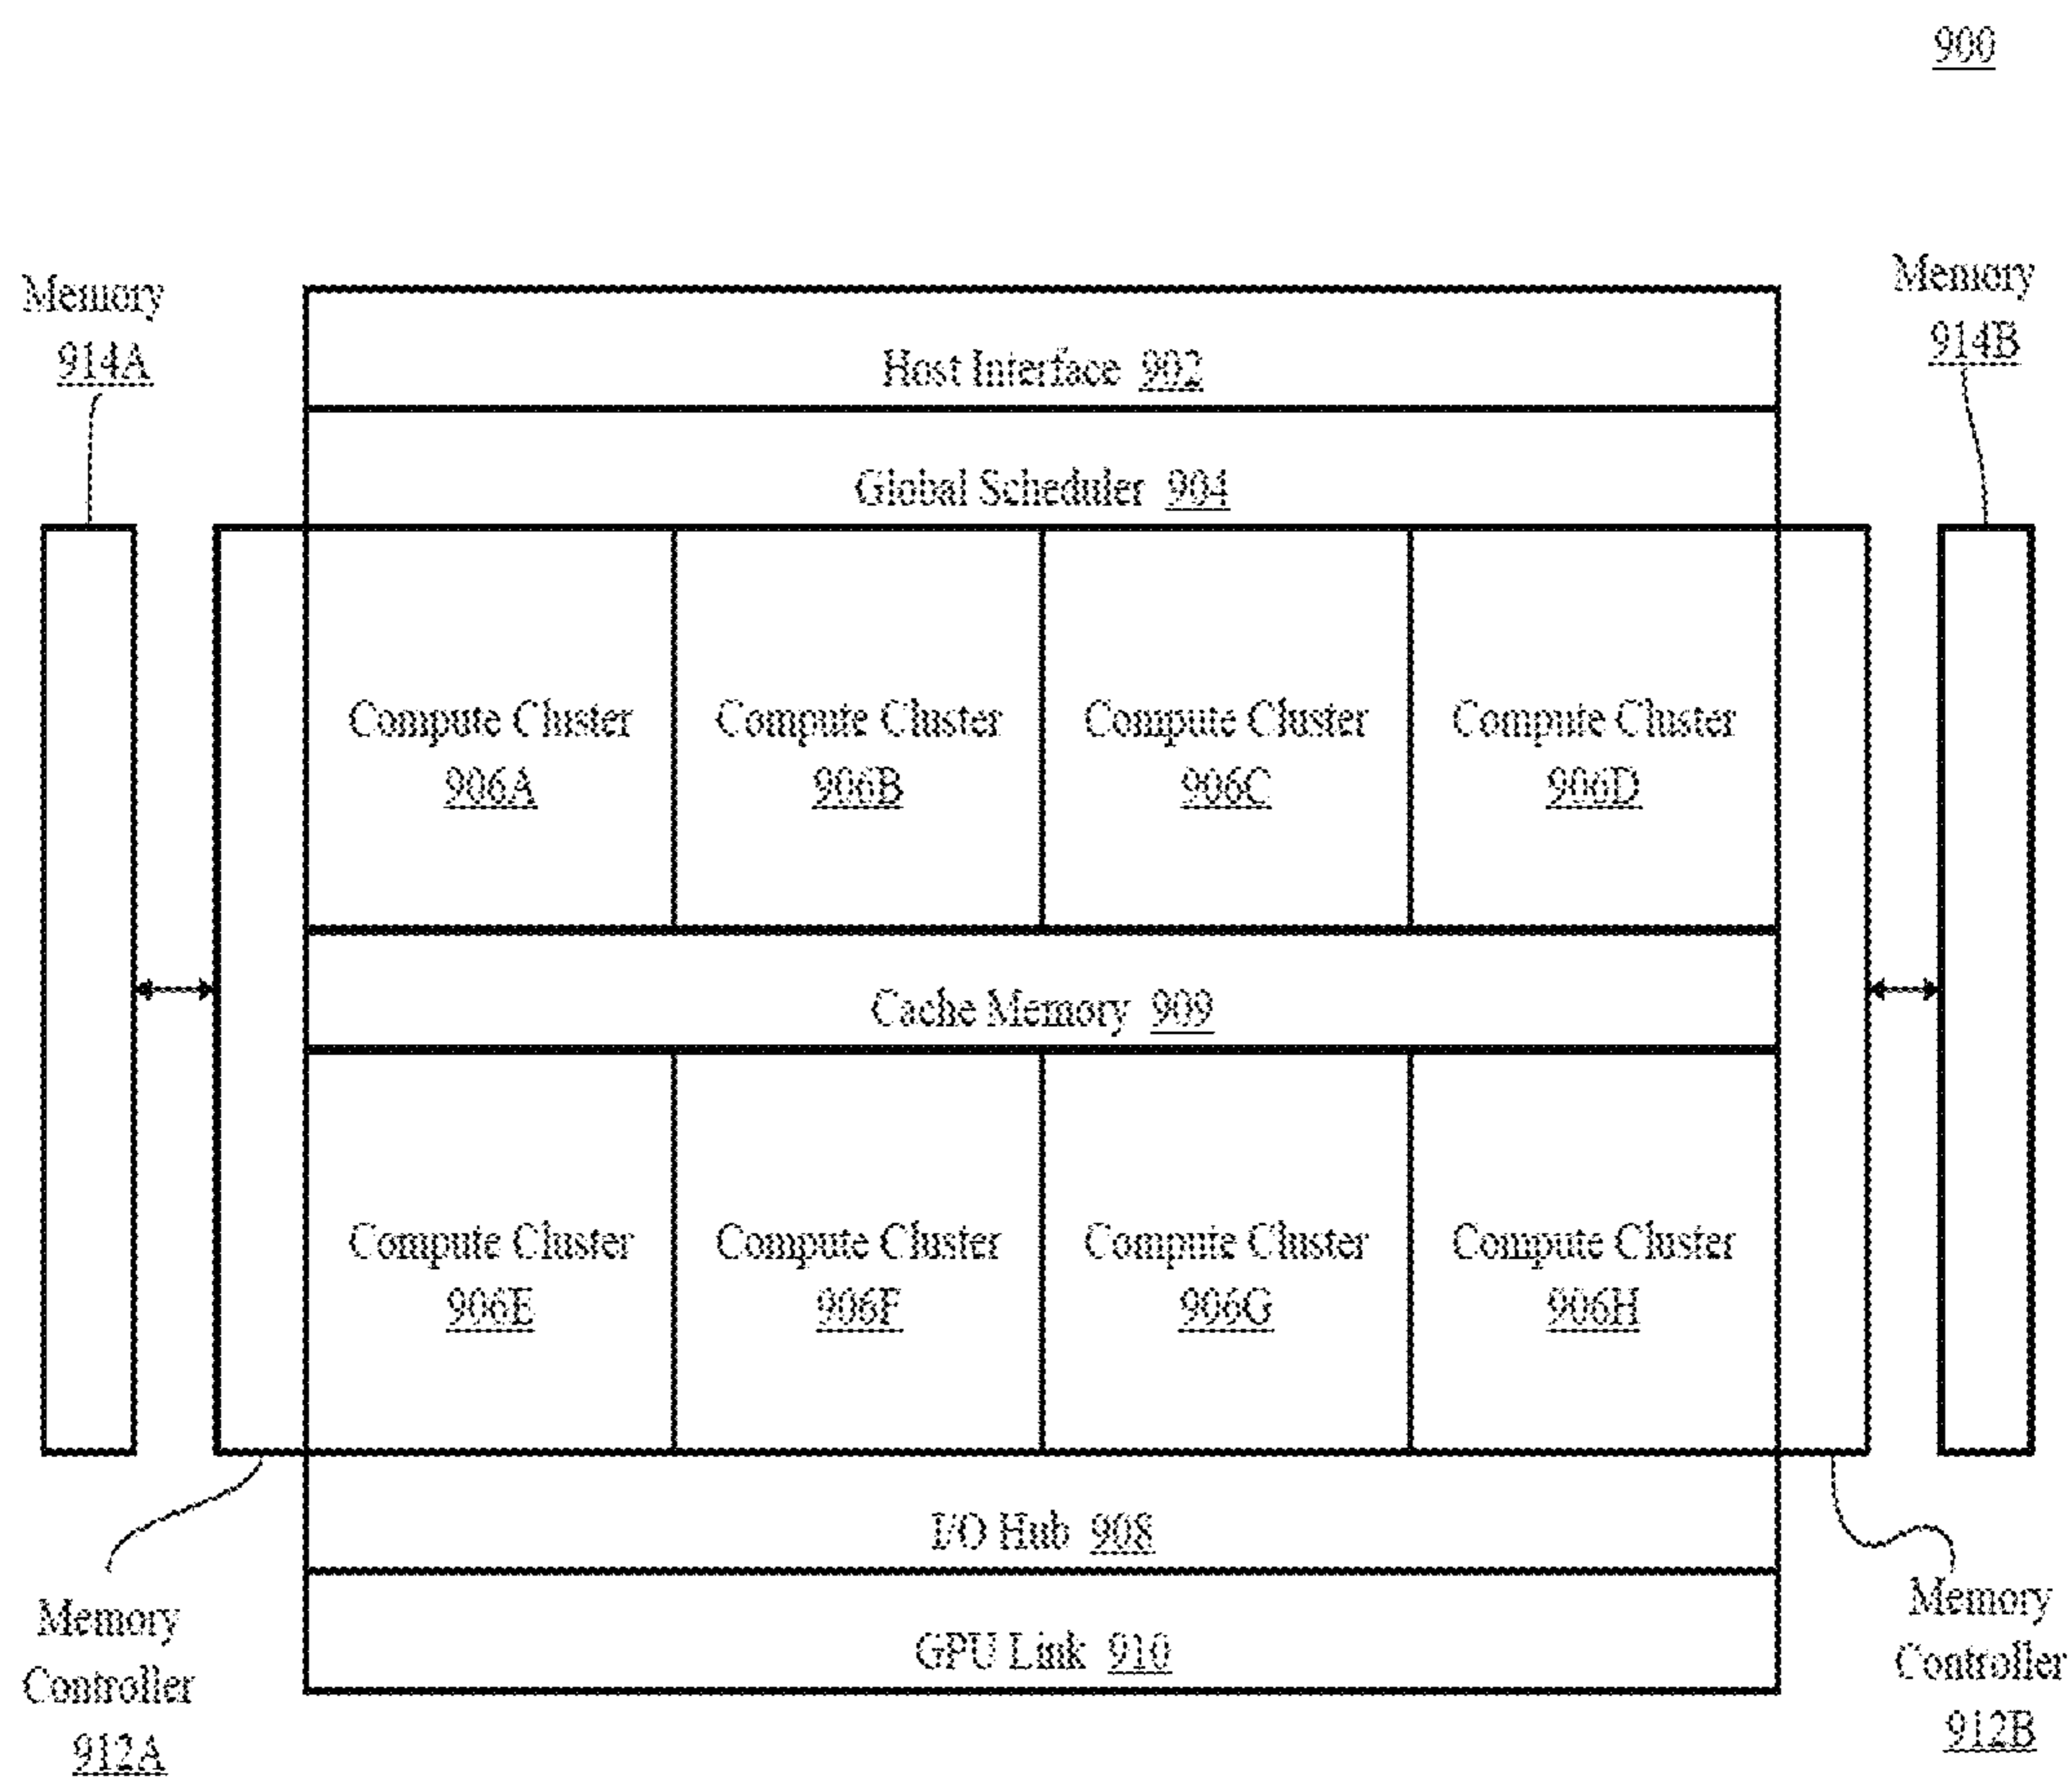 900
Memory
914A
Memory
914B
Host Interface 902
Global Scheduler 904
Compute Cluster
906A
Compute Cluster
906B
Compute Cluster
906C
Compute Cluster
906D
Cache Memory 909
Compute Cluster
906E
Compute Cluster
906F
Compute Cluster
906G
Compute Cluster
906H
I/O Hub 908
GPU Link 910
Memory
Controller
912A
Memory
Controller
912B